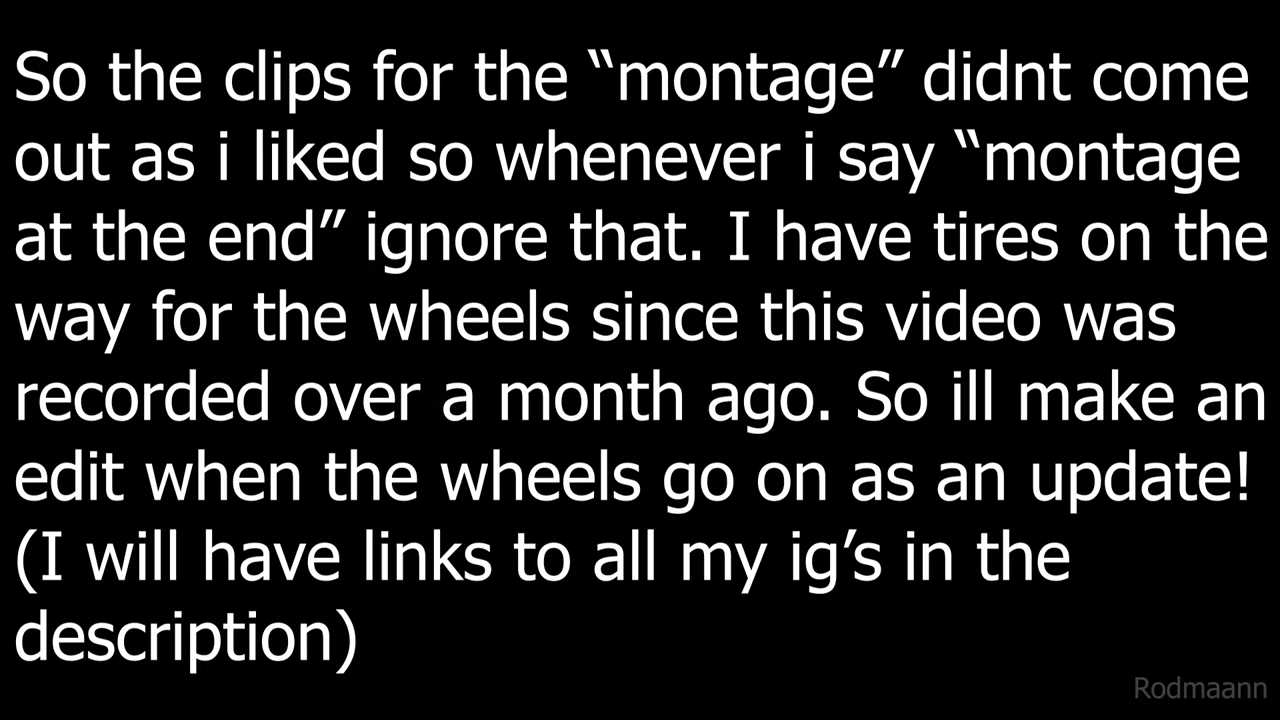 So the clips for the “montage” didnt come
out as i liked so whenever i say “montage
at the end” ignore that. I have tires on the
way for the wheels since this video was
recorded over a month ago. So ill make an
edit when the wheels go on as an update!
(I will have links to all my ig’s in the
description)
Rodmaann